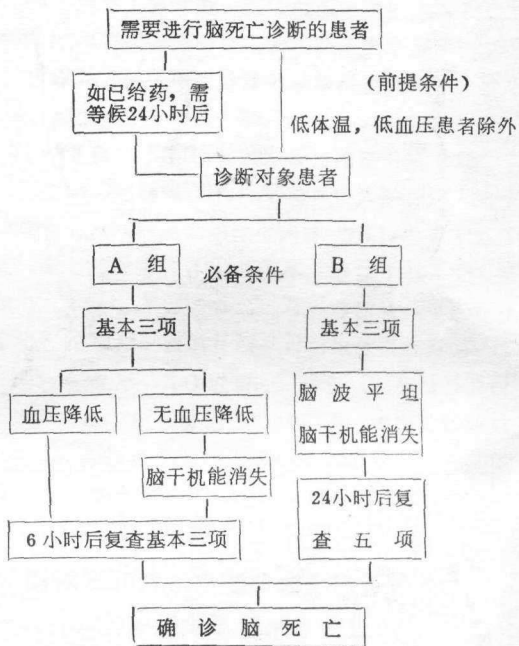 需要进行脑死亡诊断的患者
如已给药，需
等候24小时后
（前提条件）
低体温，低血压患者除外
诊断对象患者
A 组
必备条件
B 组
基本三项
基本三项
血压降低
无血压降低
脑波平坦
脑干机能消失
脑干机能消失
24小时后复
查五项
6小时后复查基本三项
确诊脑死亡